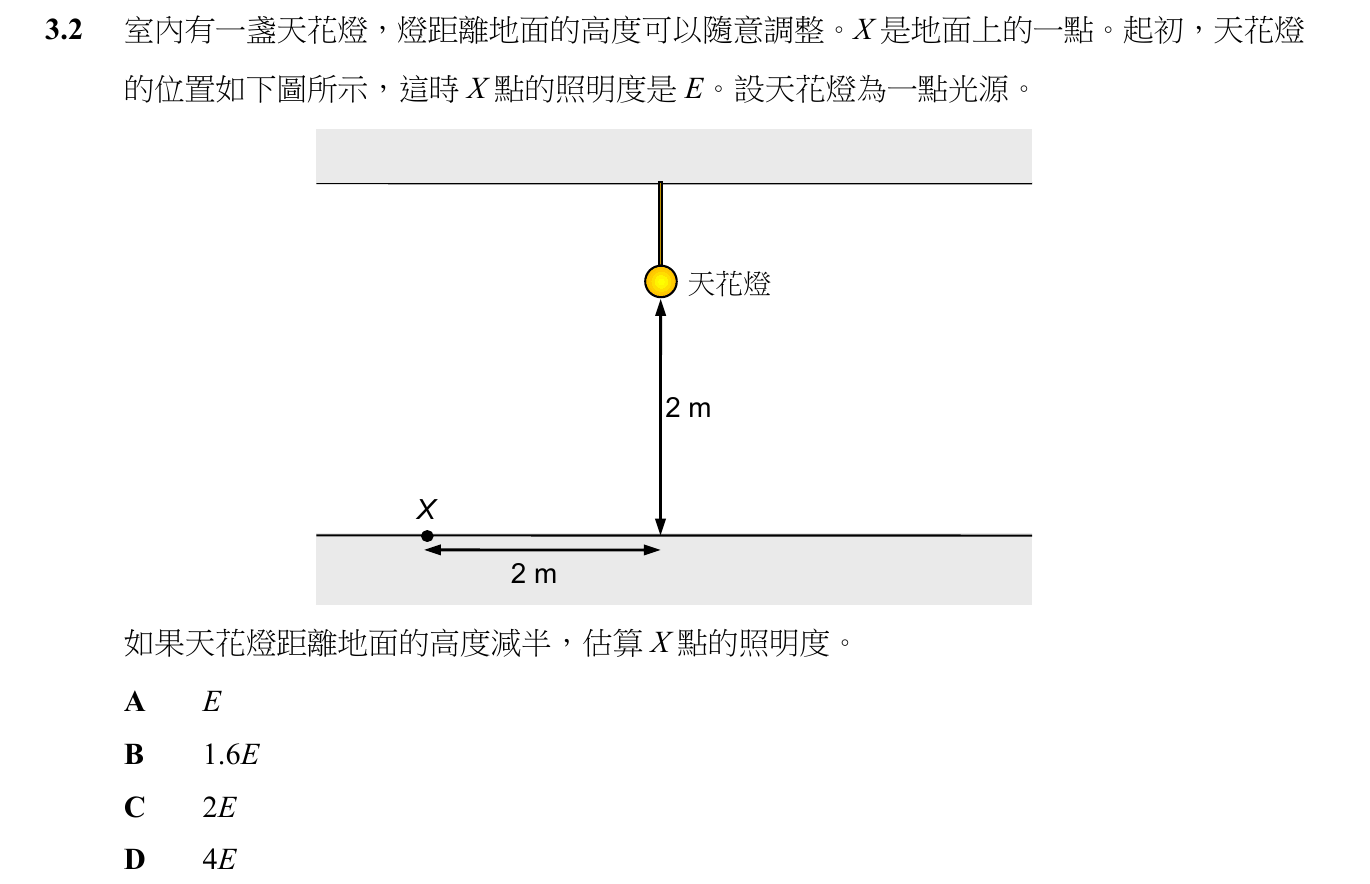 3.2 室內有一盞天花燈，燈距離地面的高度可以隨意調整。X 是地面上的一點。起初，天花燈
的位置如下圖所示，這時 X 點的照明度是 E。設天花燈為一點光源。
天花燈
2 m
X
2 m
如果天花燈距離地面的高度減半，估算 X 點的照明度。
A E
B 1.6E
C 2E
D 4E